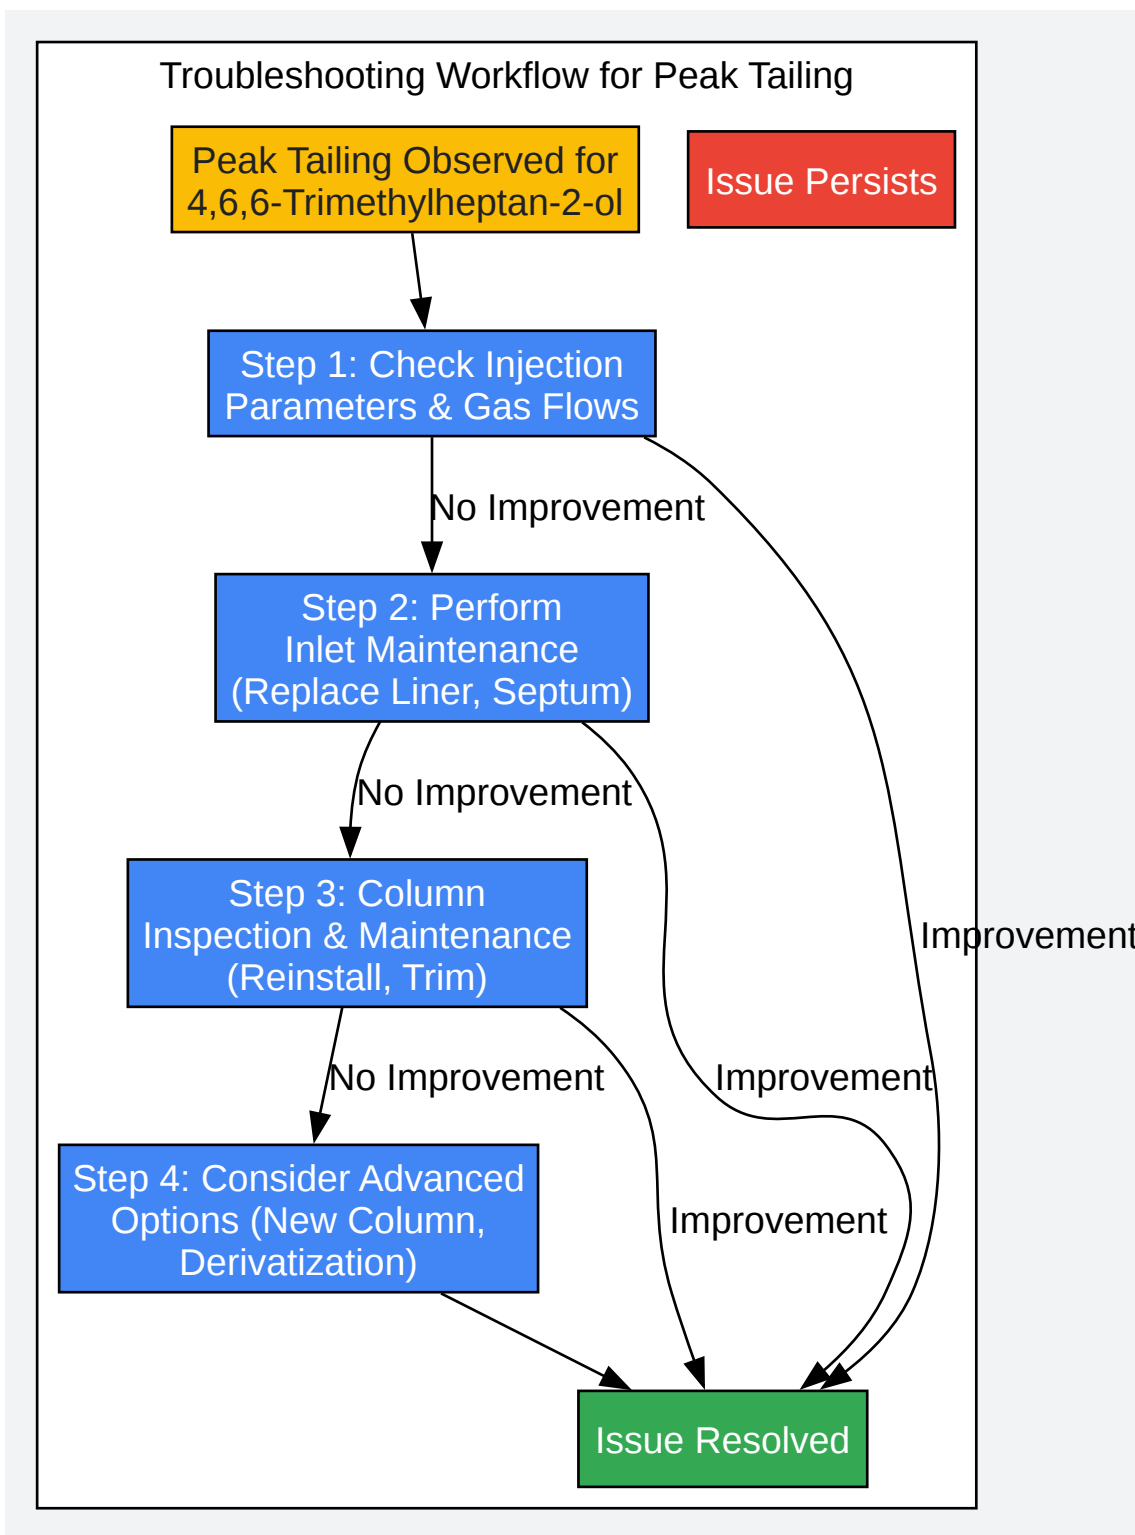 Troubleshooting Workflow for Peak Tailing
Peak Tailing Observed for
4,6,6-Trimethylheptan-2-ol
Issue Persists
Step 1: Check Injection
Parameters & Gas Flows
No Improvement
Step 2: Perform
Inlet Maintenance
(Replace Liner, Septum)
No Improvement
Step 3: Column
Inspection & Maintenance
(Reinstall, Trim)
Improvement
No Improvement
Improvement
Step 4: Consider Advanced
Options (New Column,
Derivatization)
Improvement
Issue Resolved